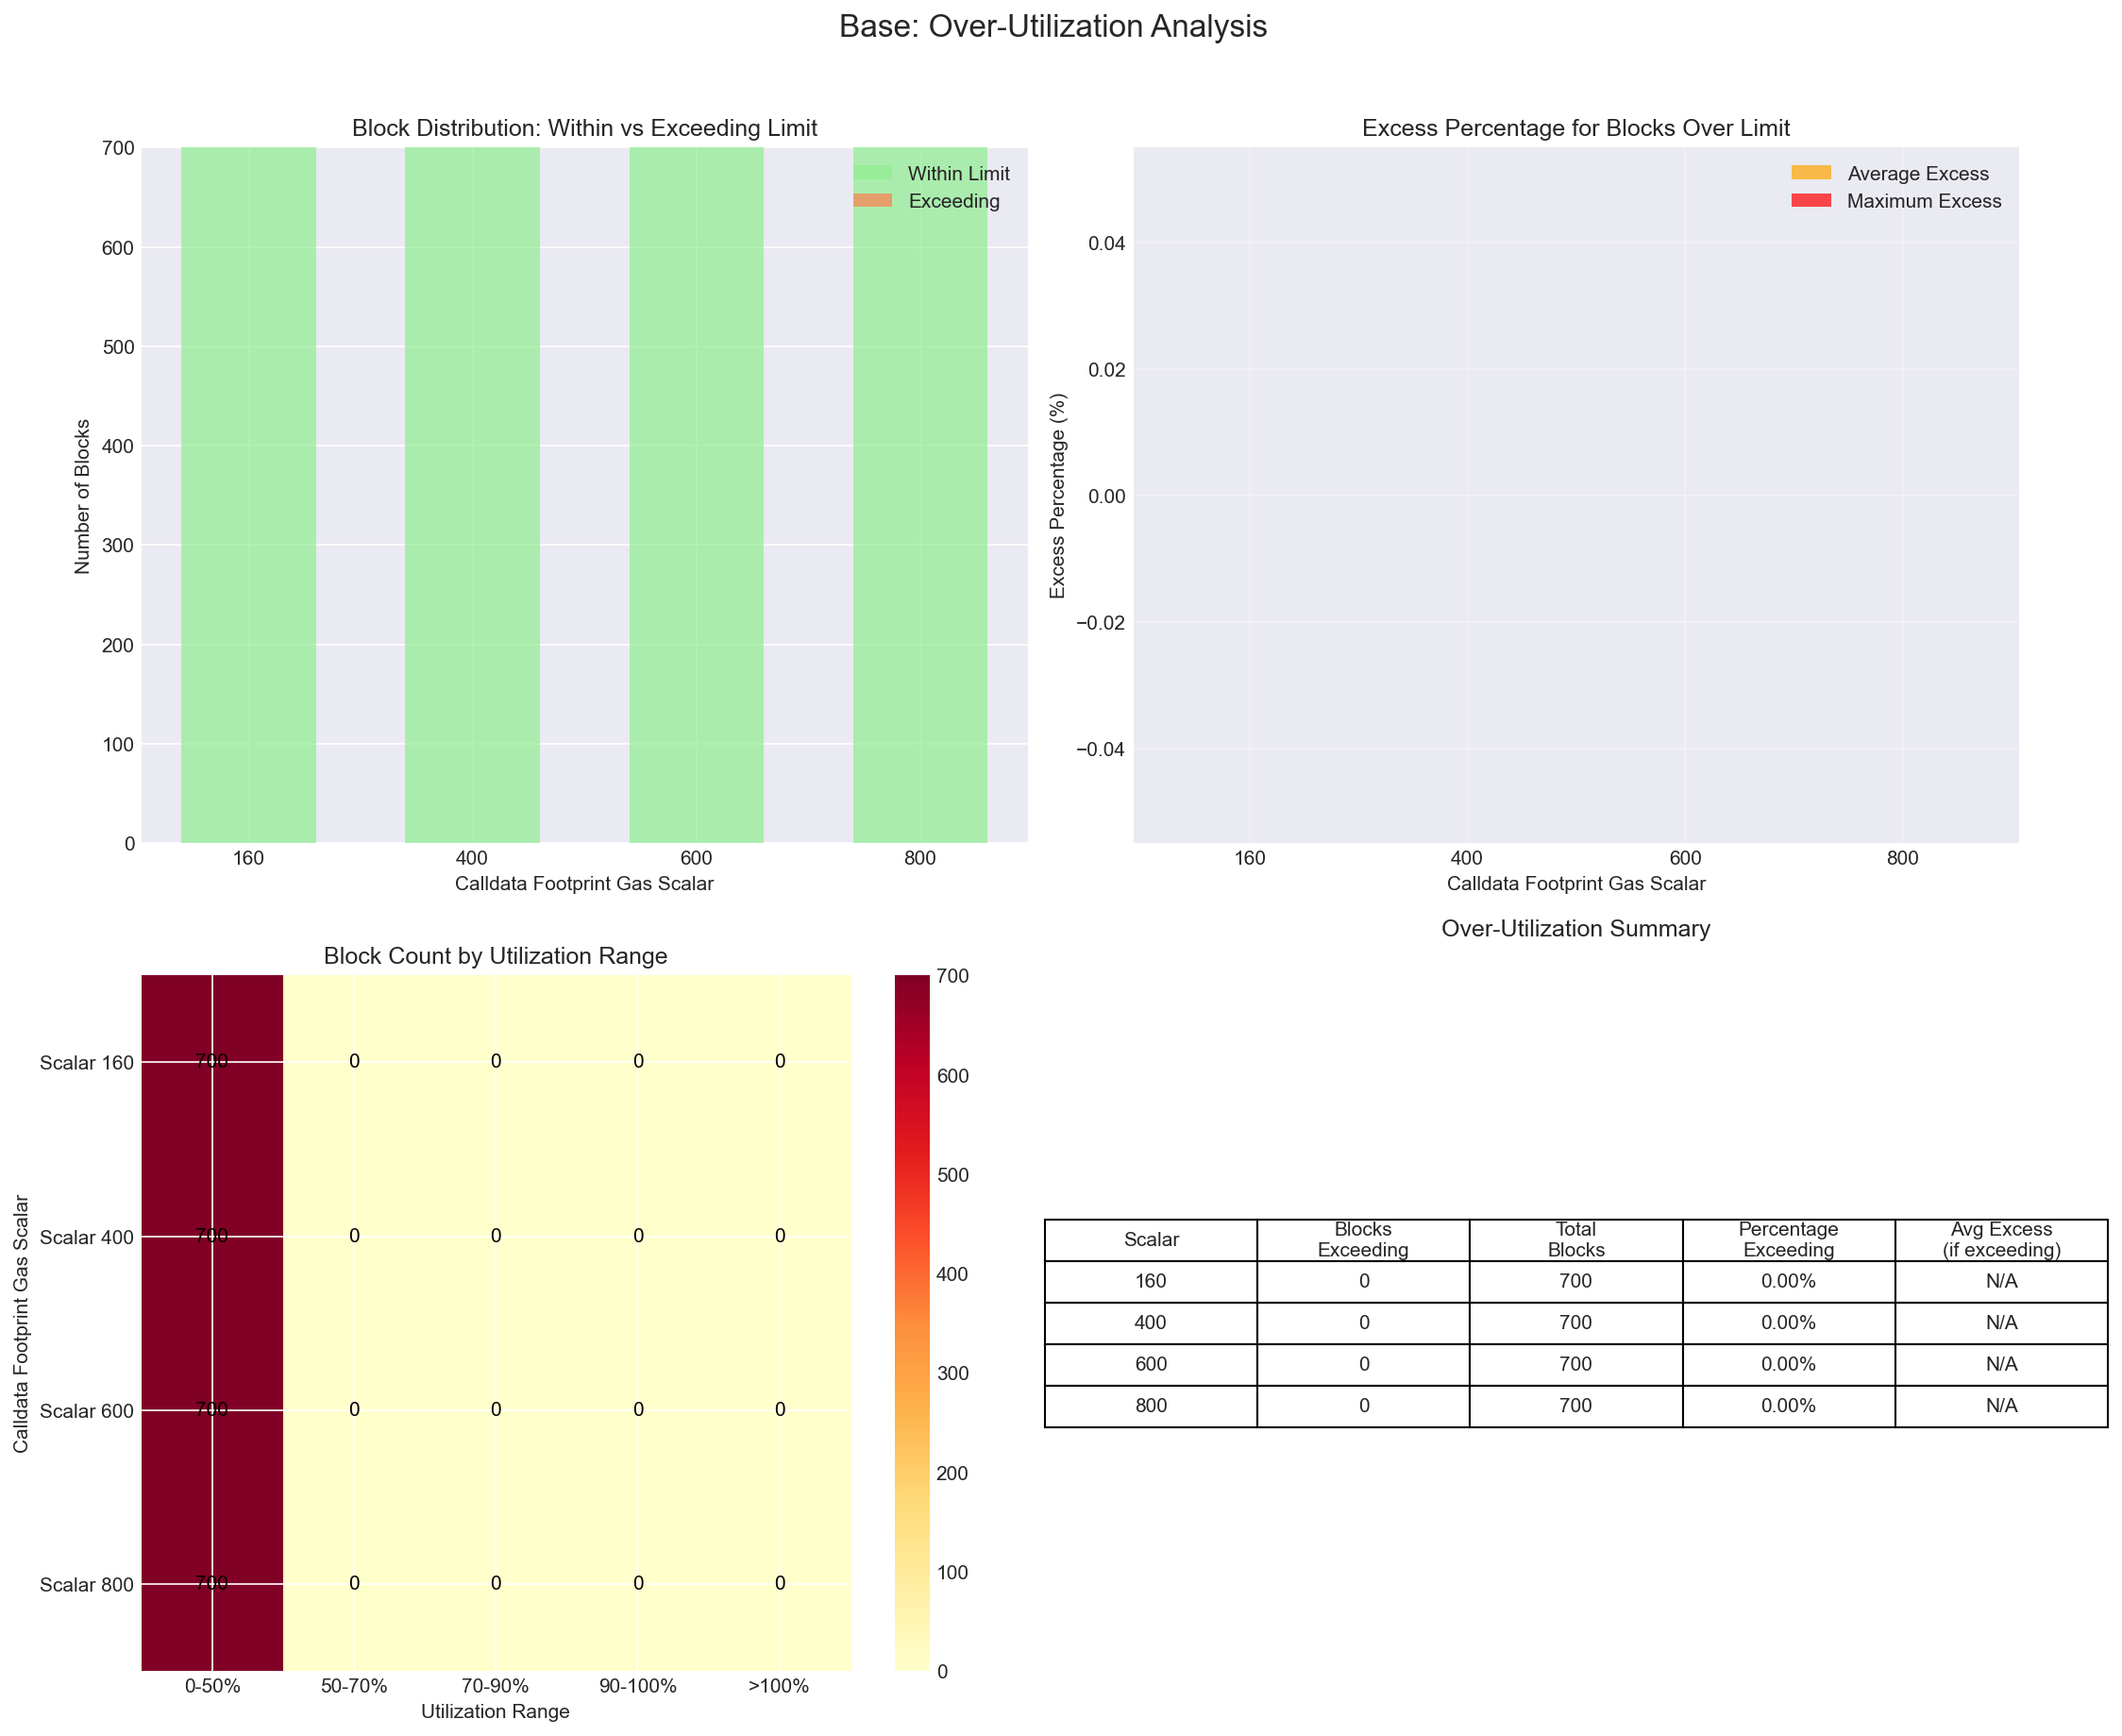 Base: Over-Utilization Analysis
Block Distribution: Within vs Exceeding Limit
700
600
500
400
300
200
100
0
Number of Blocks
Within Limit
Exceeding
160
400
600
800
Calldata Footprint Gas Scalar
Excess Percentage for Blocks Over Limit
0.04
0.02
0.00
−0.02
−0.04
Excess Percentage (%)
Average Excess
Maximum Excess
160
400
600
800
Calldata Footprint Gas Scalar
Block Count by Utilization Range
Calldata Footprint Gas Scalar
Scalar 160
700
0
0
0
0
Scalar 400
700
0
0
0
0
Scalar 600
700
0
0
0
0
Scalar 800
700
0
0
0
0
0-50%
50-70%
70-90%
90-100%
>100%
Utilization Range
700
600
500
400
300
200
100
0
Over-Utilization Summary
Scalar
Blocks
Exceeding
Total
Blocks
Percentage
Exceeding
Avg Excess
(if exceeding)
160
0
700
0.00%
N/A
400
0
700
0.00%
N/A
600
0
700
0.00%
N/A
800
0
700
0.00%
N/A